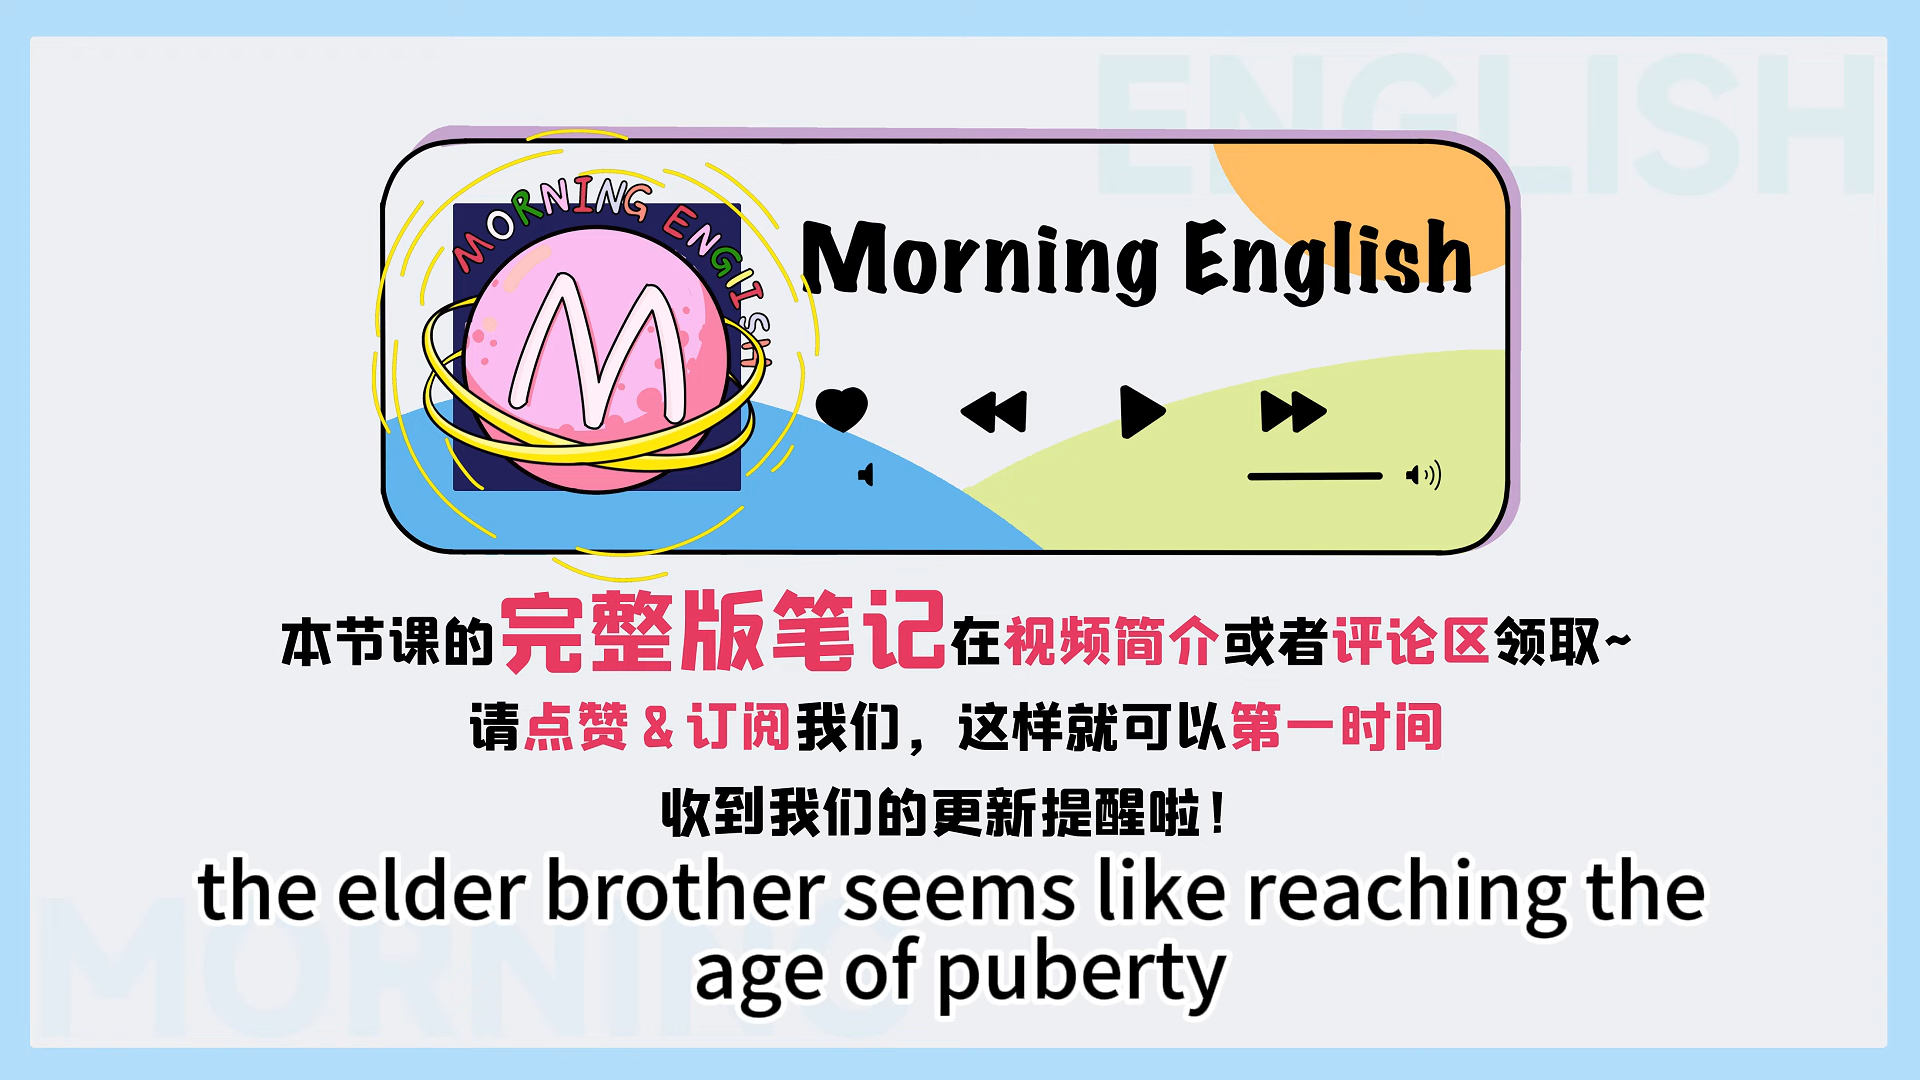 ENGLISH
MORNING ENGLISH
M
Morning English
本节课的完整版笔记在视频简介或者评论区领取~
请点赞&订阅我们，这样就可以第一时间
收到我们的更新提醒啦！
MORNING
the elder brother seems like reaching the
age of puberty